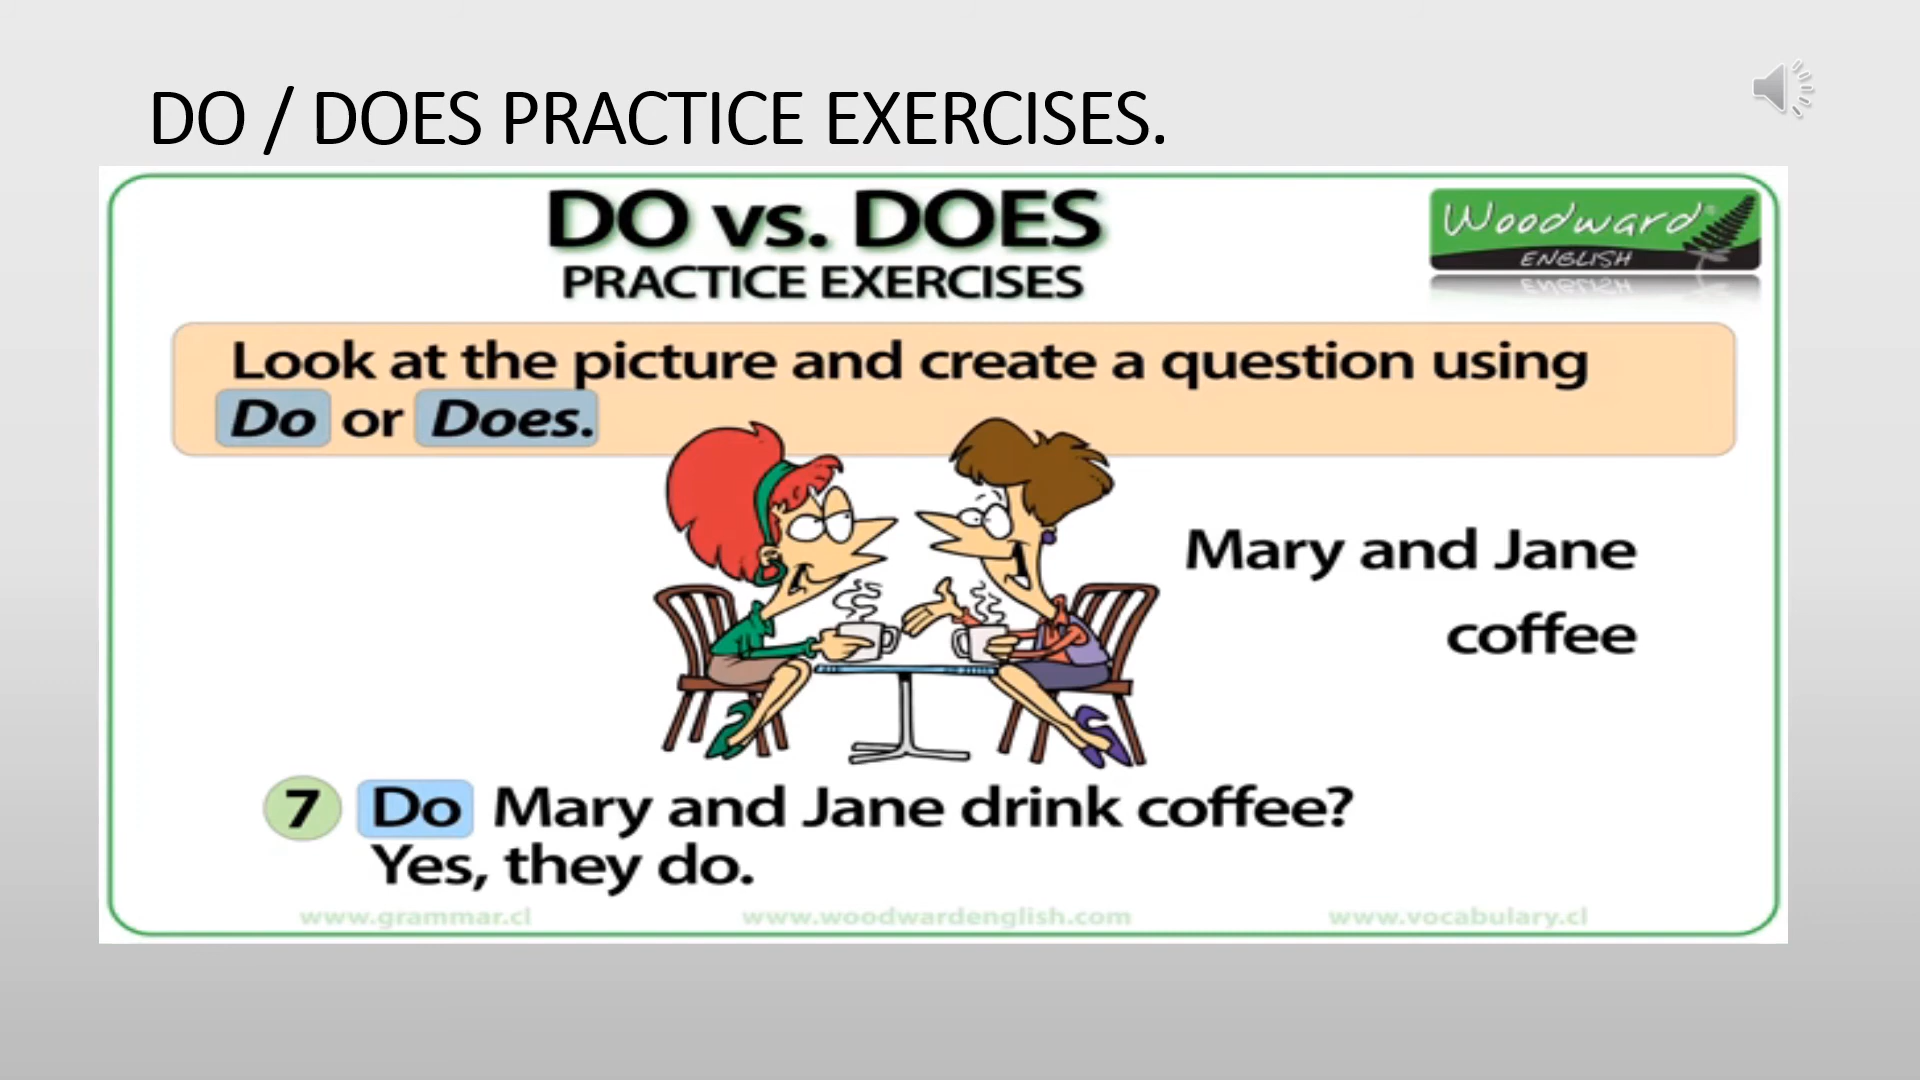 DO / DOES PRACTICE EXERCISES.
DO vs. DOES
PRACTICE EXERCISES
Woodward®
ENGLISH
Look at the picture and create a question using
Do or Does.
Mary and Jane
coffee
7 Do Mary and Jane drink coffee?
Yes, they do.
www.grammar.cl www.woodwardenglish.com www.vocabulary.cl